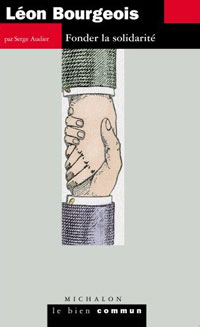 Léon Bourgeois
par Serge Audier
Fonder la solidarité
MICHALON
le bien commun